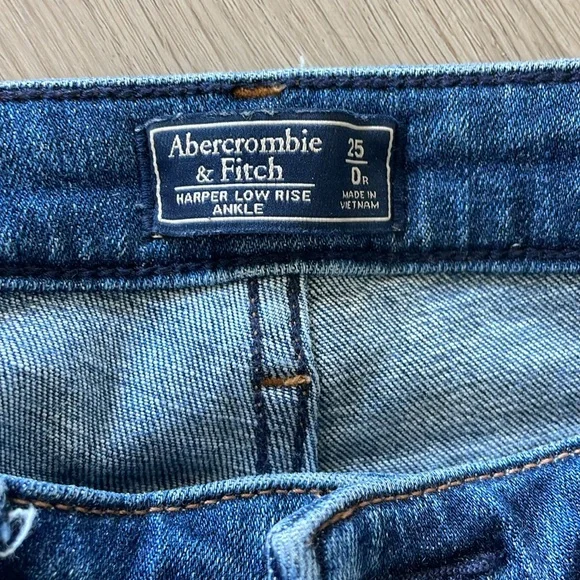 Abercrombie
& Fitch
HARPER LOW RISE
ANKLE
25
0R
MADE IN
VIETNAM